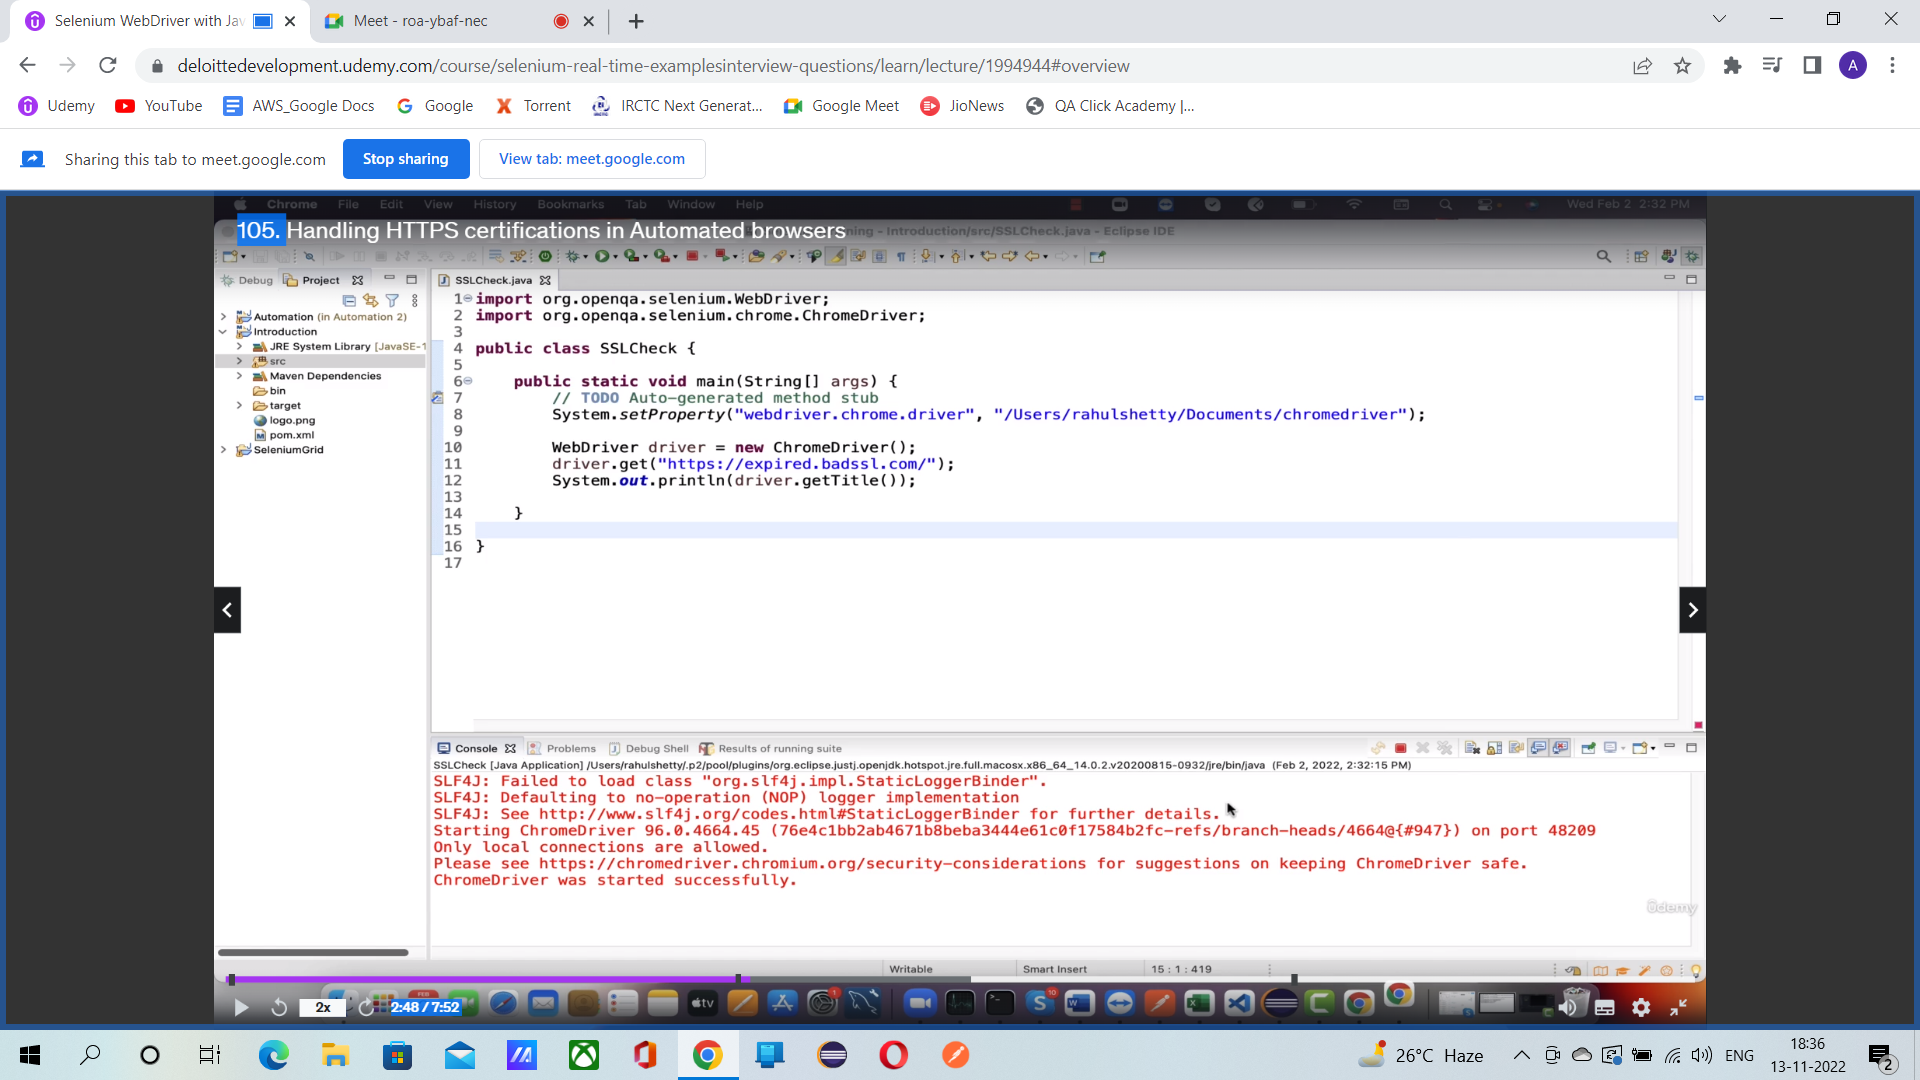 Selenium WebDriver with Jav
Meet - roa-ybaf-nec
deloittedevelopment.udemy.com/course/selenium-real-time-examplesinterview-questions/learn/lecture/1994944#overview
A
Udemy YouTube AWS_Google Docs Google Torrent IRCTC Next Generat... Google Meet JioNews QA Click Academy |...
Sharing this tab to meet.google.com Stop sharing View tab: meet.google.com
Chrome File Edit View History Bookmarks Tab Window Help Wed Feb 2 2:32 PM
105. Handling HTTPS certifications in Automated browsers
- Introduction/src/SSLCheck.java - Eclipse IDE
Debug Project
SSLCheck.java
Automation (in Automation 2)
Introduction
JRE System Library [JavaSE-1
src
Maven Dependencies
bin
target
logo.png
pom.xml
SeleniumGrid
1 import org.openqa.selenium.WebDriver;
2 import org.openqa.selenium.chrome.ChromeDriver;
3
4 public class SSLCheck {
5
6 public static void main(String[] args) {
7 // TODO Auto-generated method stub
8 System.setProperty("webdriver.chrome.driver", "/Users/rahulshetty/Documents/chromedriver");
9
10 WebDriver driver = new ChromeDriver();
11 driver.get("https://expired.badssl.com/");
12 System.out.println(driver.getTitle());
13
14 }
15
16 }
17
Console Problems Debug Shell Results of running suite
SSLCheck [Java Application] /Users/rahulshetty/.p2/pool/plugins/org.eclipse.justj.openjdk.hotspot.jre.full.macosx.x86_64_14.0.2.v20200815-0932/jre/bin/java (Feb 2, 2022, 2:32:15 PM)
SLF4J: Failed to load class "org.slf4j.impl.StaticLoggerBinder".
SLF4J: Defaulting to no-operation (NOP) logger implementation
SLF4J: See http://www.slf4j.org/codes.html#StaticLoggerBinder for further details.
Starting ChromeDriver 96.0.4664.45 (76e4c1bb2ab4671b8beba3444e61c0f17584b2fc-refs/branch-heads/4664@{#947}) on port 48209
Only local connections are allowed.
Please see https://chromedriver.chromium.org/security-considerations for suggestions on keeping ChromeDriver safe.
ChromeDriver was started successfully.
Udemy
Writable Smart Insert 15 : 1 : 419
2x 2:48 / 7:52
tv
26°C Haze
ENG
18:36
13-11-2022
2